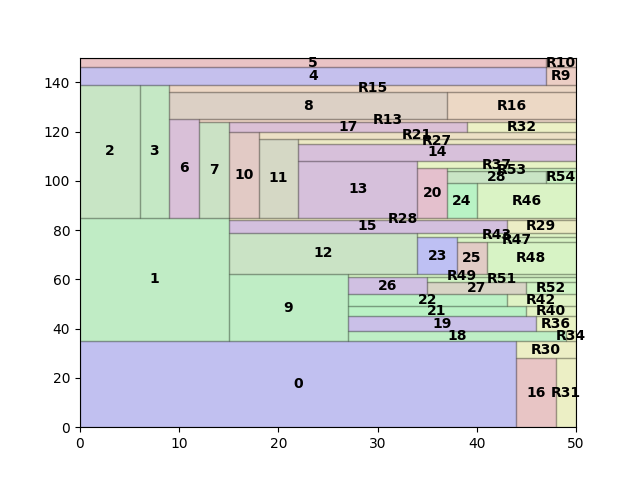 5 R10
140 4 R9
R15
8 R16
120 R13
17 R32
R21
R27
2 3 6 7 10 11 14
R37
R53
28 R54
100 13 20 24 R46
80 R28
15 R29
R43
R47
12 23 25 R48
60 1 R49 R51
26 27 R52
22 R42
9 21 R40
40 19 R36
18 R34
R30
20 0 16 R31
0
0 10 20 30 40 50